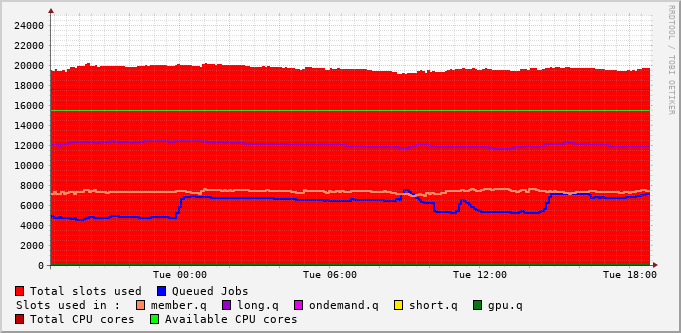 24000
22000
20000
18000
16000
14000
12000
10000
8000
6000
4000
2000
0
Tue 00:00 Tue 06:00 Tue 12:00 Tue 18:00
RRDTOOL / TOBI OETIKER
Total slots used Queued Jobs
Slots used in : member.q long.q ondemand.q short.q gpu.q
Total CPU cores Available CPU cores